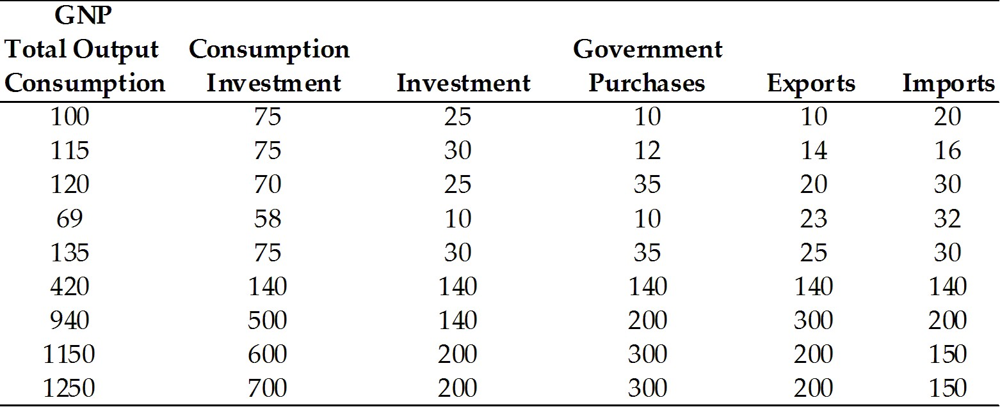 GNP
Total Output Consumption Government
Consumption Investment Investment Purchases Exports Imports
100 75 25 10 10 20
115 75 30 12 14 16
120 70 25 35 20 30
69 58 10 10 23 32
135 75 30 35 25 30
420 140 140 140 140 140
940 500 140 200 300 200
1150 600 200 300 200 150
1250 700 200 300 200 150